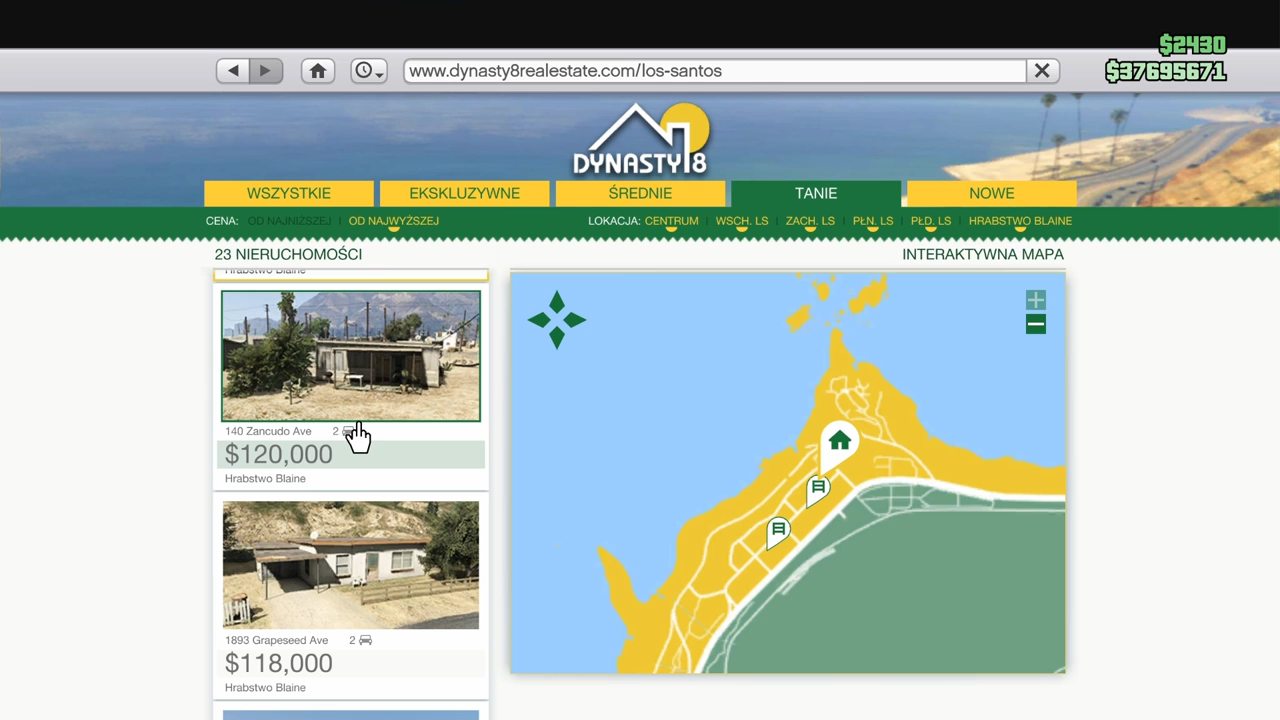 $2430
$37695671
www.dynasty8realestate.com/los-santos
DYNASTY 8
WSZYSTKIE
EKSKLUZYWNE
ŚREDNIE
TANIE
NOWE
CENA: OD NAJNIŻSZEJ | OD NAJWYŻSZEJ
LOKACJA: CENTRUM | WSCH. LS | ZACH. LS | PŁN. LS | PŁD. LS | HRABSTWO BLAINE
23 NIERUCHOMOŚCI
INTERAKTYWNA MAPA
Hrabstwo Blaine
140 Zancudo Ave 2
$120,000
Hrabstwo Blaine
1893 Grapeseed Ave 2
$118,000
Hrabstwo Blaine